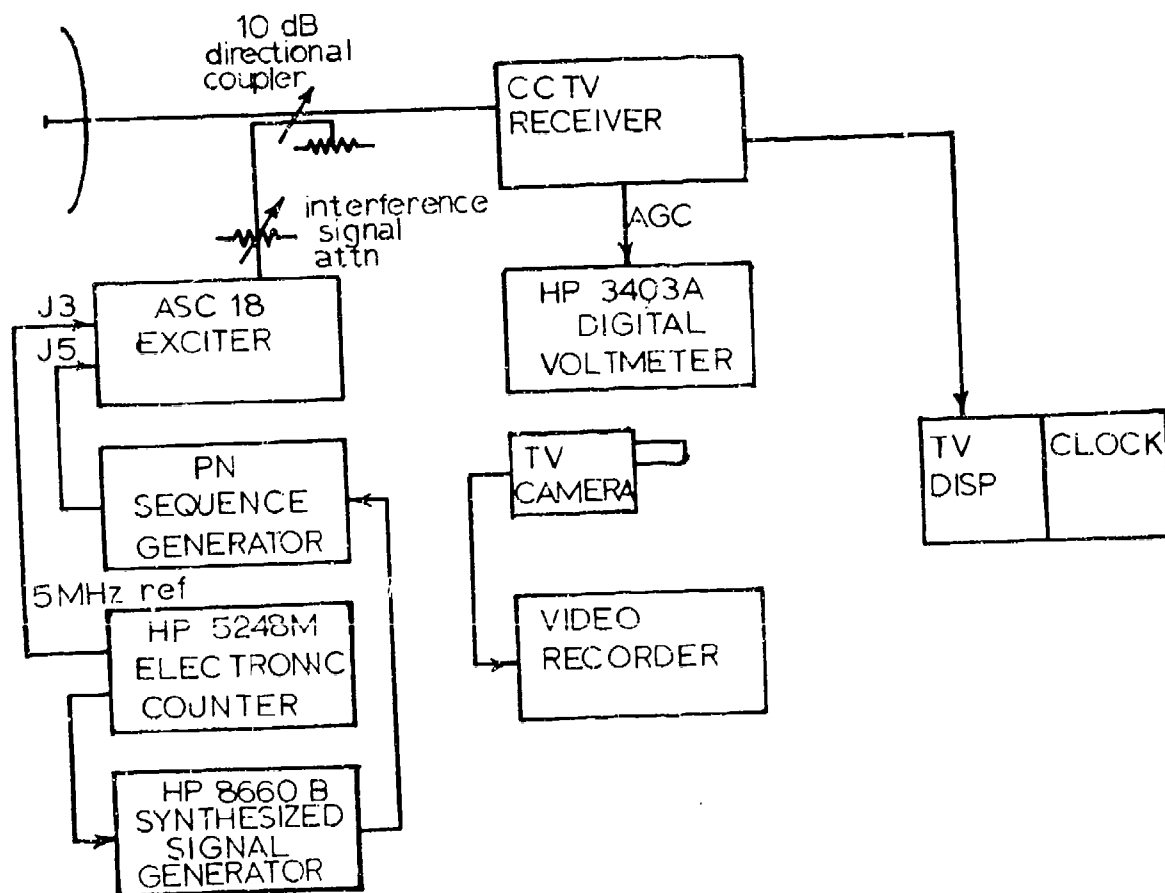 10 dB
directional
coupler
CCTV
RECEIVER
interference
signal
attn
AGC
J3
J5
ASC 18
EXCITER
HP 3403A
DIGITAL
VOLTMETER
PN
SEQUENCE
GENERATOR
TV
CAMERA
TV
DISP
CLOCK
5MHz ref
HP 5248M
ELECTRONIC
COUNTER
VIDEO
RECORDER
HP 8660 B
SYNTHESIZED
SIGNAL
GENERATOR